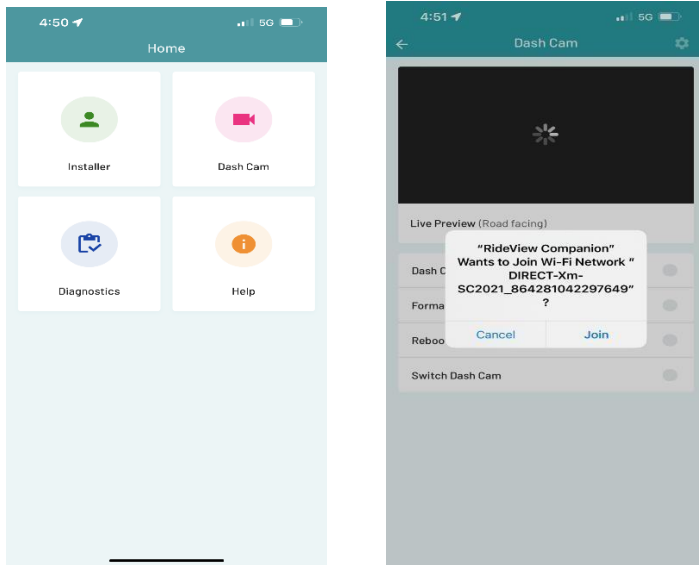 4:50
5G
Home
Installer
Dash Cam
Diagnostics
Help
4:51
5G
Dash Cam
Live Preview (Road facing)
"RideView Companion"
Wants to Join Wi-Fi Network "
DIRECT-Xm-
SC2021_864281042297649"
?
Cancel
Join
Dash C
Forma
Reboo
Switch Dash Cam